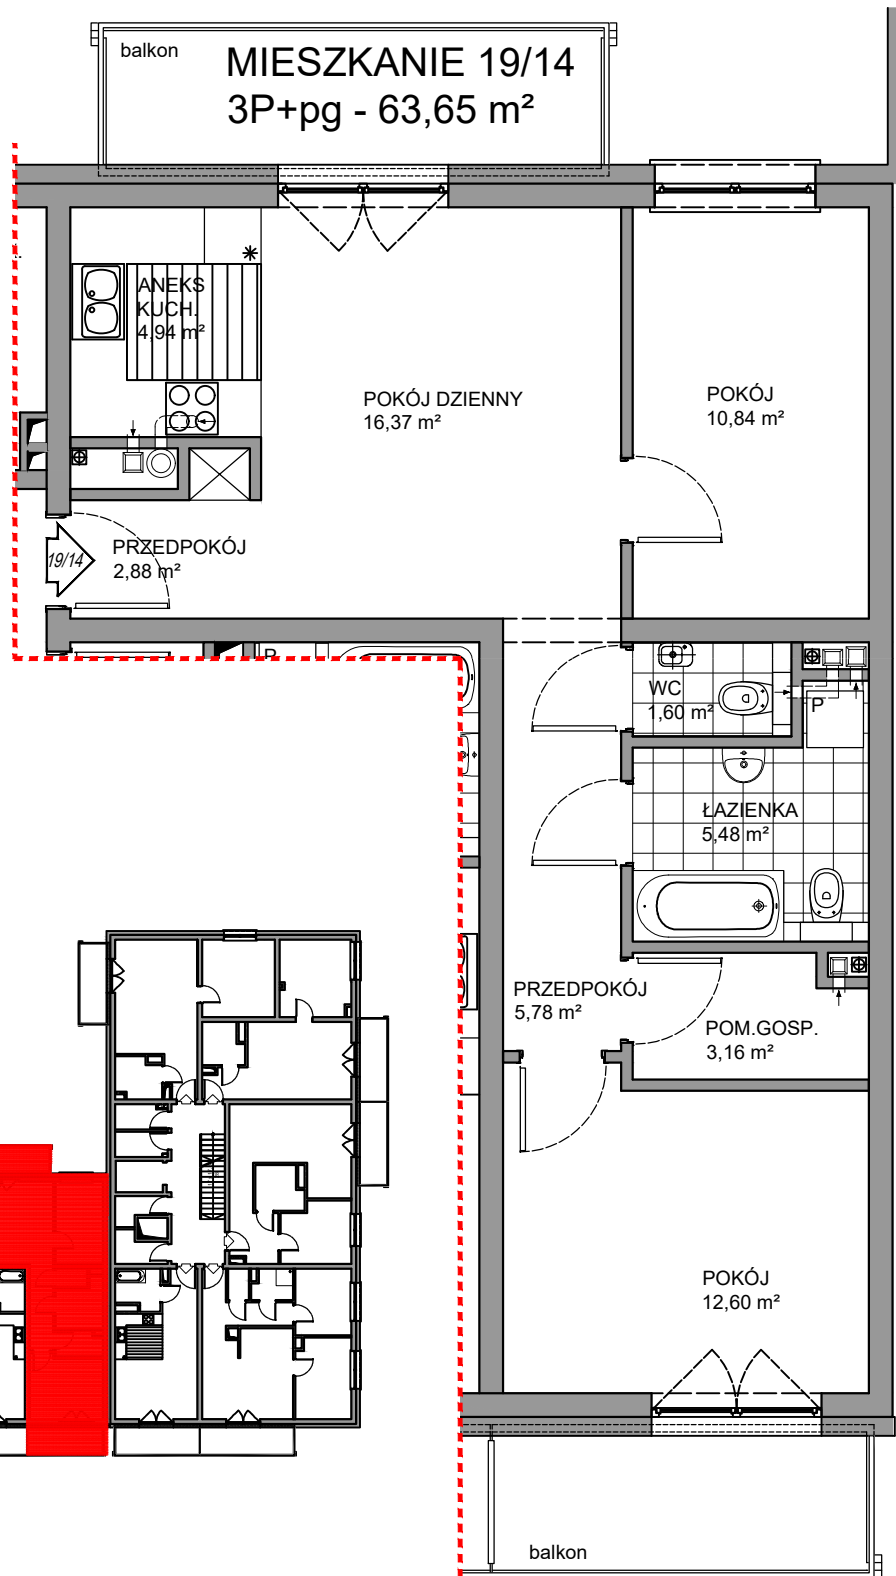 balkon
MIESZKANIE 19/14
3P+pg - 63,65 m²
ANEKS
KUCH.
4,94 m²
POKÓJ DZIENNY
16,37 m²
POKÓJ
10,84 m²
19/14
PRZEDPOKÓJ
2,88 m²
P
WC
1,60 m²
P
ŁAZIENKA
5,48 m²
PRZEDPOKÓJ
5,78 m²
POM.GOSP.
3,16 m²
POKÓJ
12,60 m²
balkon